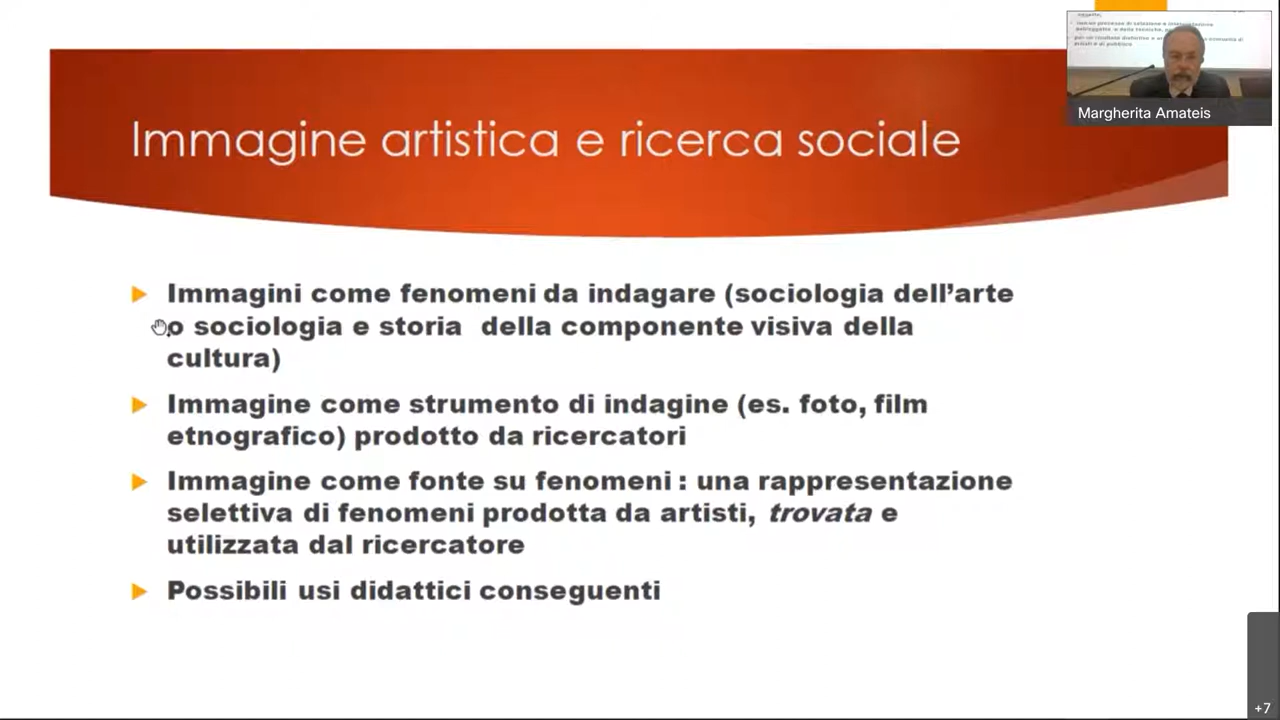 Immagine artistica e ricerca sociale
Margherita Amateis
Immagini come fenomeni da indagare (sociologia dell’arte
o sociologia e storia della componente visiva della
cultura)
Immagine come strumento di indagine (es. foto, film
etnografico) prodotto da ricercatori
Immagine come fonte su fenomeni : una rappresentazione
selettiva di fenomeni prodotta da artisti, trovata e
utilizzata dal ricercatore
Possibili usi didattici conseguenti
+7